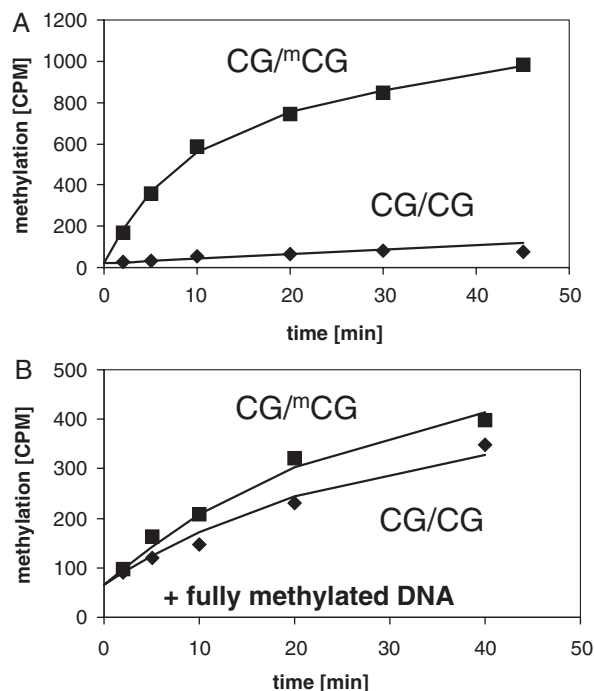 A
methylation [CPM]
1200
1000
800
600
400
200
0
CG/ᵐCG
CG/CG
0 10 20 30 40 50
time [min]
B
methylation [CPM]
500
400
300
200
100
0
CG/ᵐCG
CG/CG
+ fully methylated DNA
0 10 20 30 40 50
time [min]